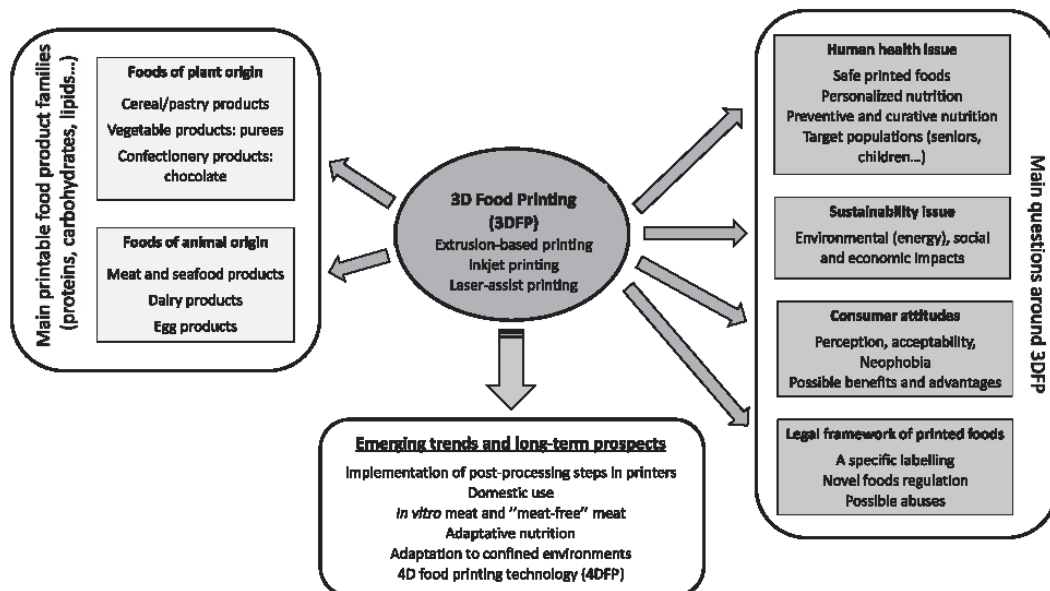 Main printable food product families
(proteins, carbohydrates, lipids...)
Foods of plant origin
Cereal/pastry products
Vegetable products: purees
Confectionery products:
chocolate
Foods of animal origin
Meat and seafood products
Dairy products
Egg products
3D Food Printing
(3DFP)
Extrusion-based printing
Inkjet printing
Laser-assist printing
Emerging trends and long-term prospects
Implementation of post-processing steps in printers
Domestic use
In vitro meat and "meat-free" meat
Adaptative nutrition
Adaptation to confined environments
4D food printing technology (4DFP)
Main questions around 3DFP
Human health issue
Safe printed foods
Personalized nutrition
Preventive and curative nutrition
Target populations (seniors,
children...)
Sustainability issue
Environmental (energy), social
and economic impacts
Consumer attitudes
Perception, acceptability,
Neophobia
Possible benefits and advantages
Legal framework of printed foods
A specific labelling
Novel foods regulation
Possible abuses